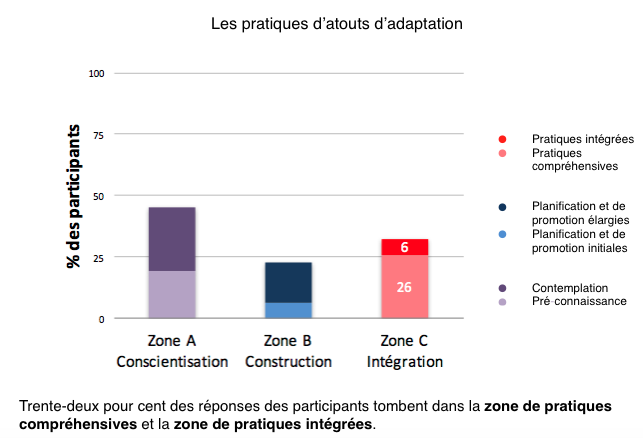 Les pratiques d'atouts d'adaptation
% des participants
100
75
50
25
0
6
26
Zone A
Conscientisation
Zone B
Construction
Zone C
Intégration
Pratiques intégrées
Pratiques
compréhensives
Planification et de
promotion élargies
Planification et de
promotion initiales
Contemplation
Pré-connaissance
Trente-deux pour cent des réponses des participants tombent dans la zone de pratiques
compréhensives et la zone de pratiques intégrées.